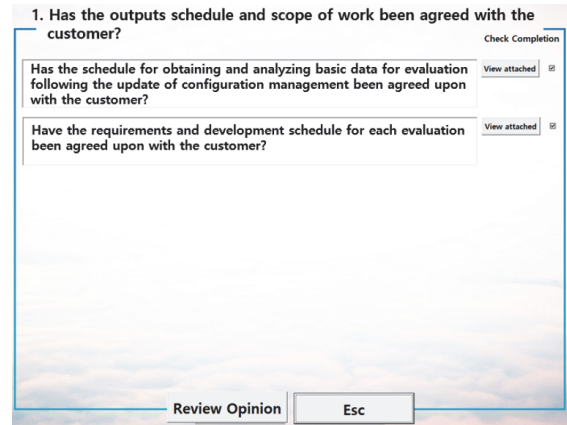 1. Has the outputs schedule and scope of work been agreed with the
customer?
Check Completion
Has the schedule for obtaining and analyzing basic data for evaluation
following the update of configuration management been agreed upon
with the customer?
View attached
Have the requirements and development schedule for each evaluation
been agreed upon with the customer?
View attached
Review Opinion
Esc